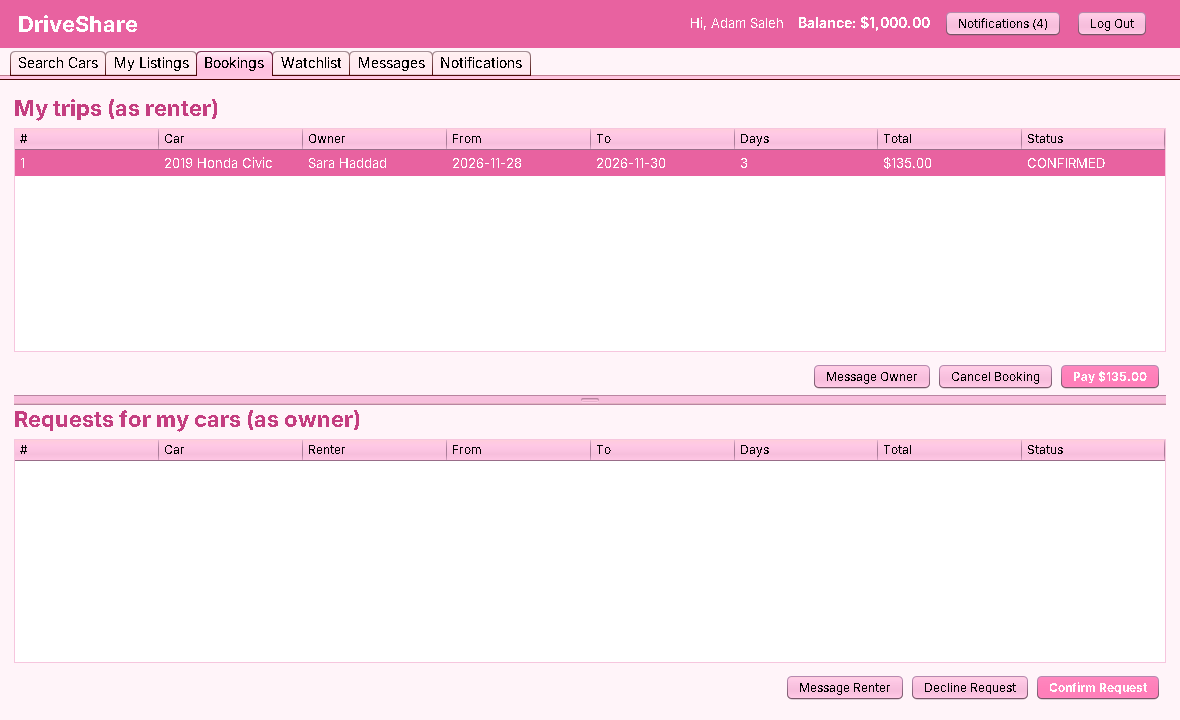 DriveShare
Hi, Adam Saleh Balance: $1,000.00 Notifications (4) Log Out
Search Cars My Listings Bookings Watchlist Messages Notifications
My trips (as renter)
# Car Owner From To Days Total Status
1 2019 Honda Civic Sara Haddad 2026-11-28 2026-11-30 3 $135.00 CONFIRMED
Message Owner Cancel Booking Pay $135.00
Requests for my cars (as owner)
# Car Renter From To Days Total Status
Message Renter Decline Request Confirm Request